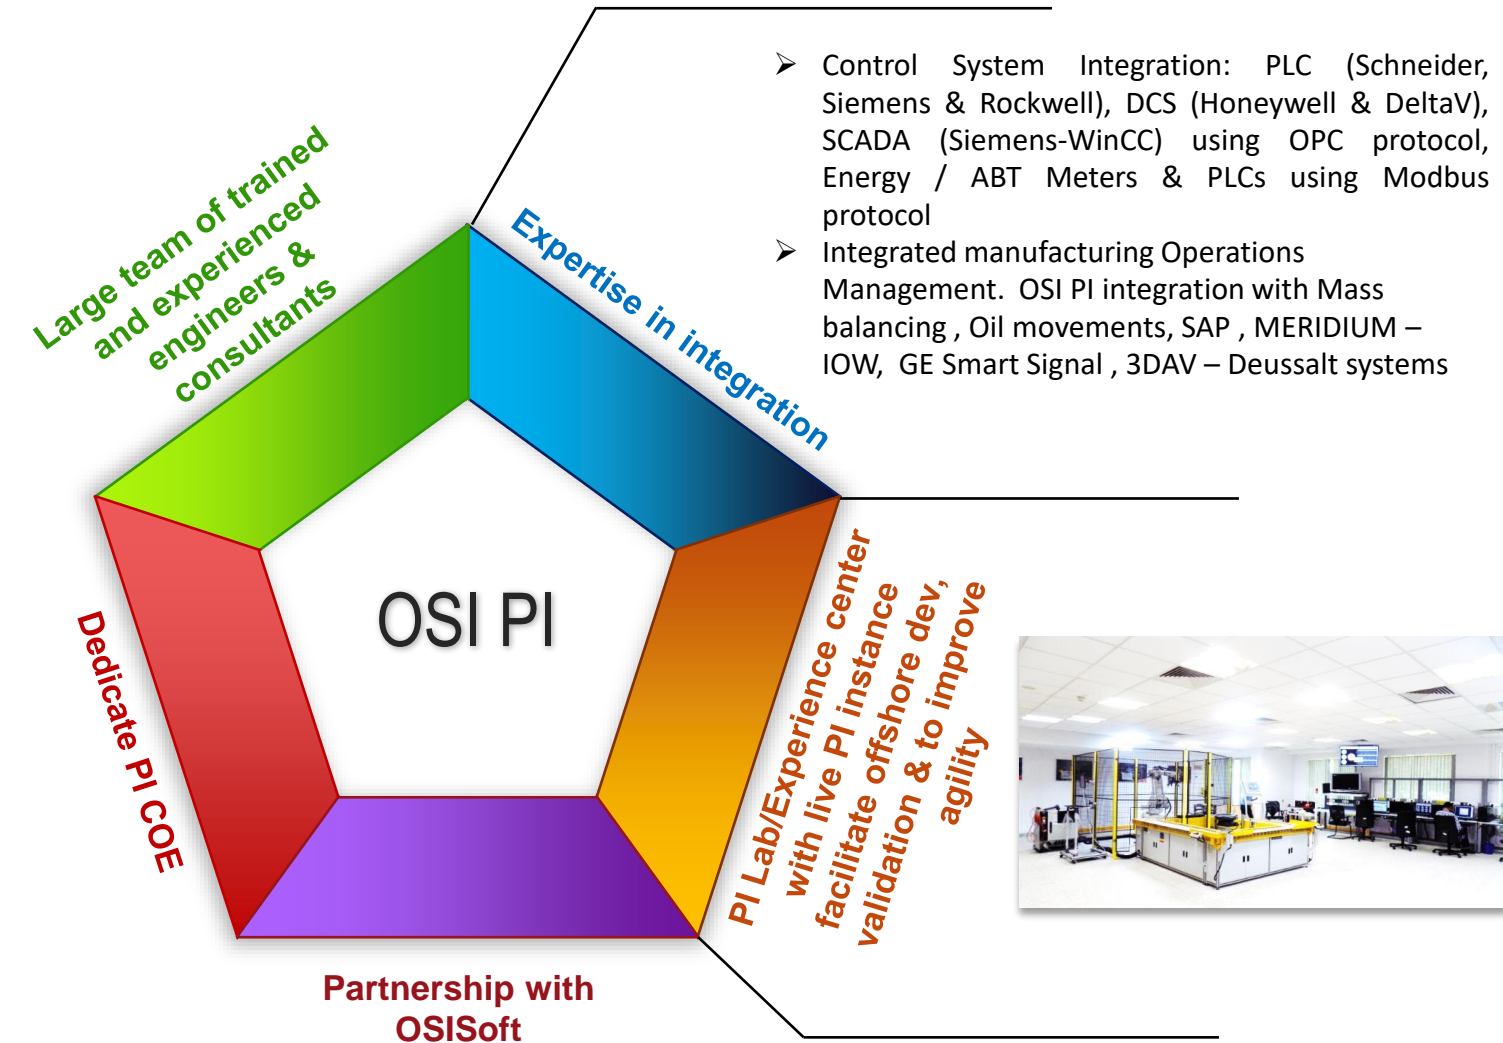 Control System Integration: PLC (Schneider,
Siemens & Rockwell), DCS (Honeywell & DeltaV),
SCADA (Siemens-WinCC) using OPC protocol,
Energy / ABT Meters & PLCs using Modbus
protocol
Integrated manufacturing Operations
Management. OSI PI integration with Mass
balancing , Oil movements, SAP , MERIDIUM –
IOW, GE Smart Signal , 3DAV – Deussalt systems
Large team of trained
and experienced
engineers &
consultants
Expertise in integration
OSI PI
Dedicate PI COE
PI Lab/Experience center
with live PI instance
facilitate offshore dev,
validation & to improve
agility
Partnership with
OSISoft